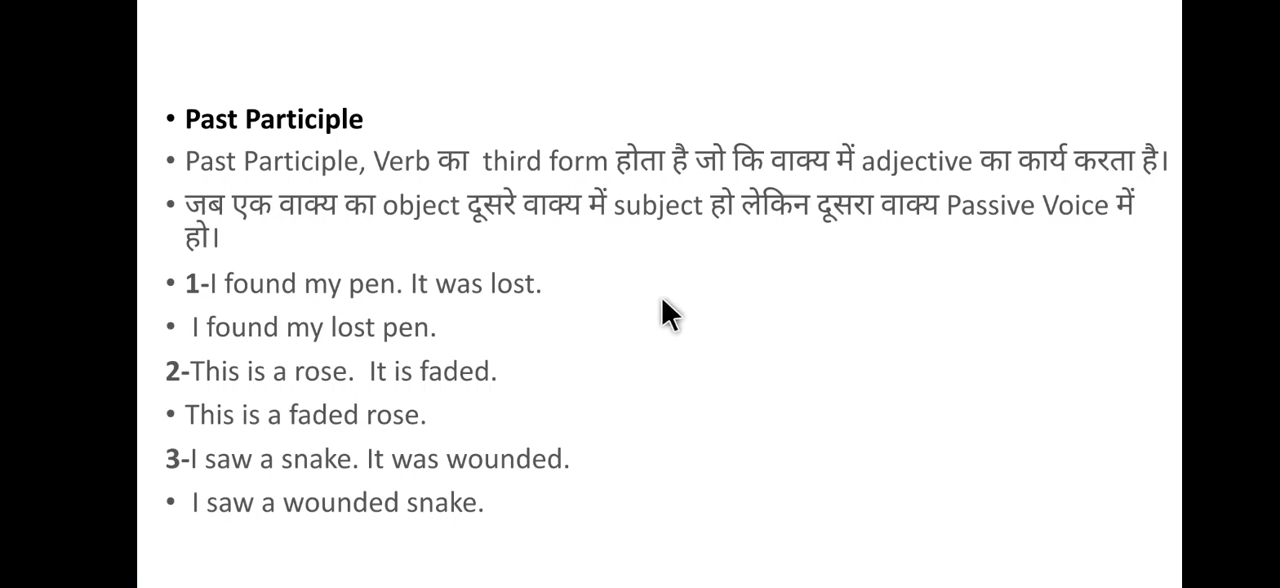 • Past Participle
• Past Participle, Verb का  third form होता है जो कि वाक्य में adjective का कार्य करता है।
• जब एक वाक्य का object दूसरे वाक्य में subject हो लेकिन दूसरा वाक्य Passive Voice में
हो।
• 1-I found my pen. It was lost.
•  I found my lost pen.
2-This is a rose.  It is faded.
• This is a faded rose.
3-I saw a snake. It was wounded.
•  I saw a wounded snake.